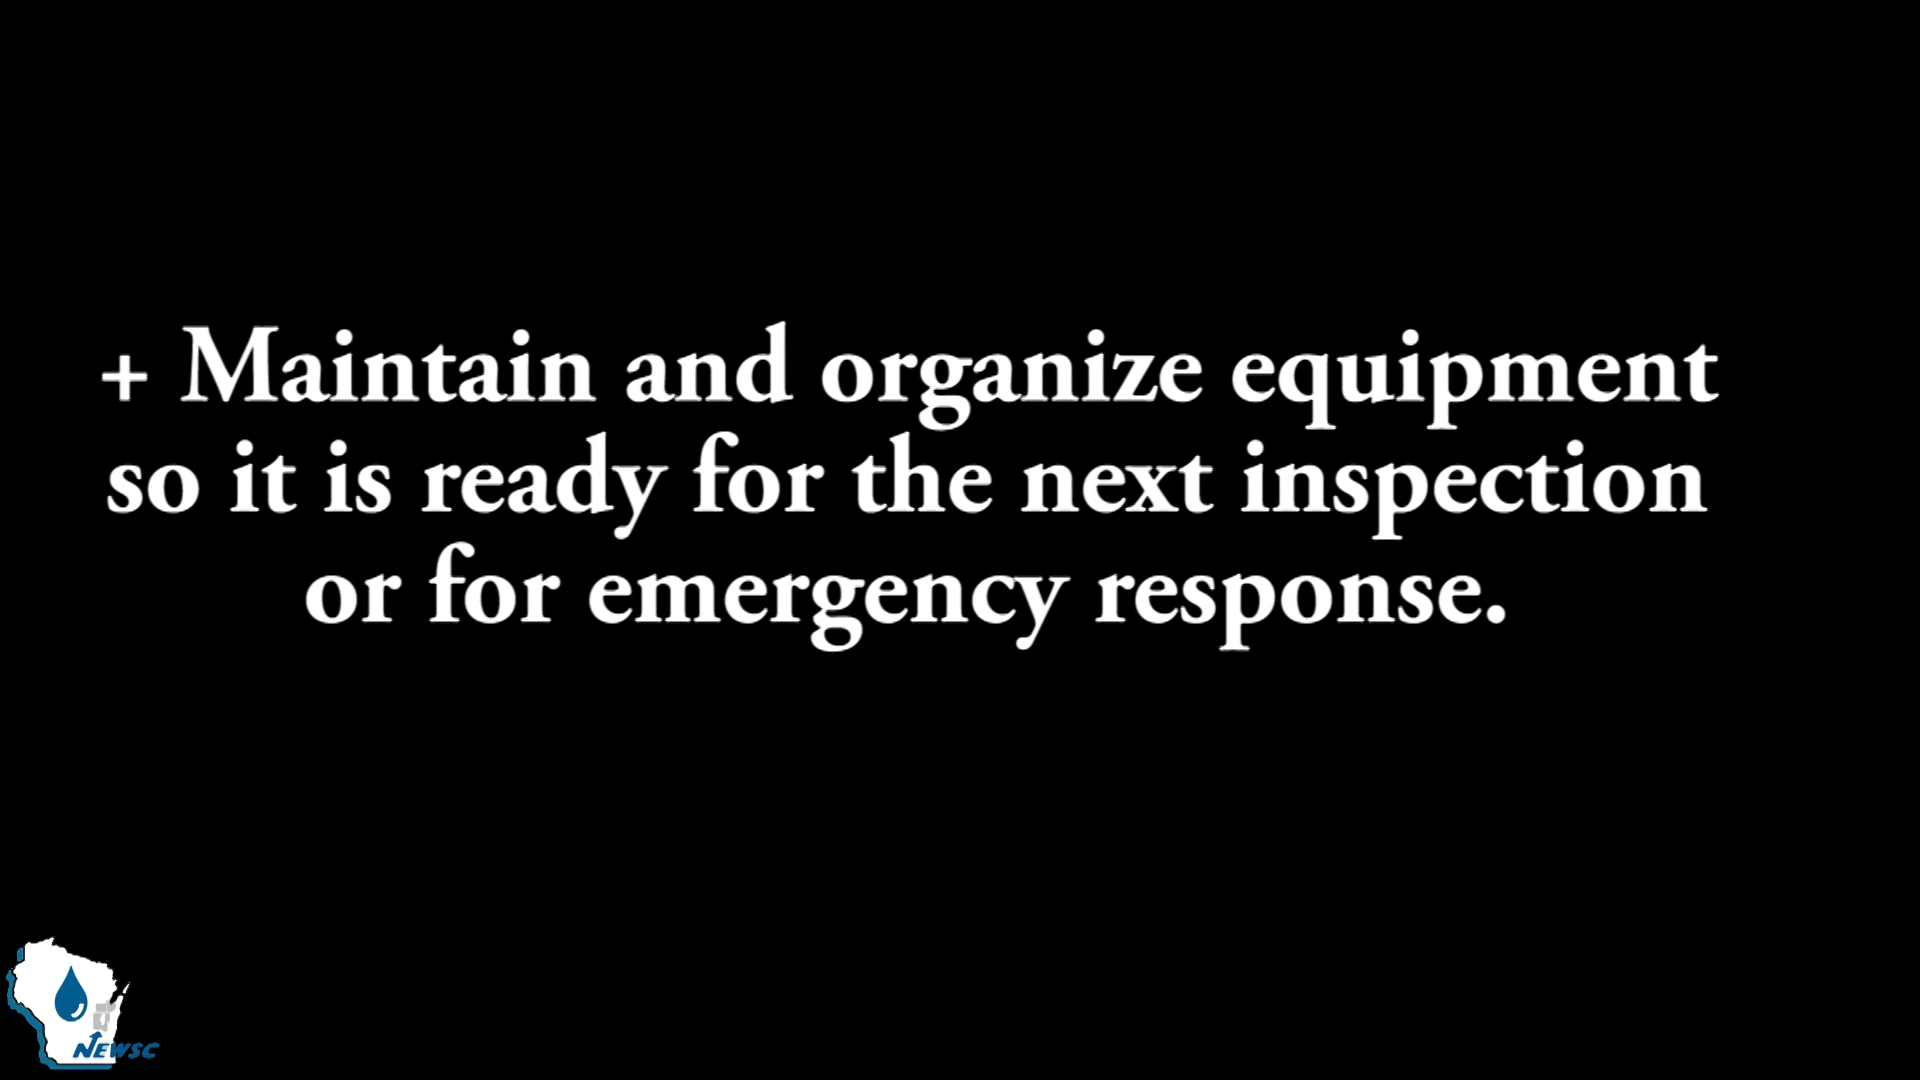 + Maintain and organize equipment
so it is ready for the next inspection
or for emergency response.
NEWSC